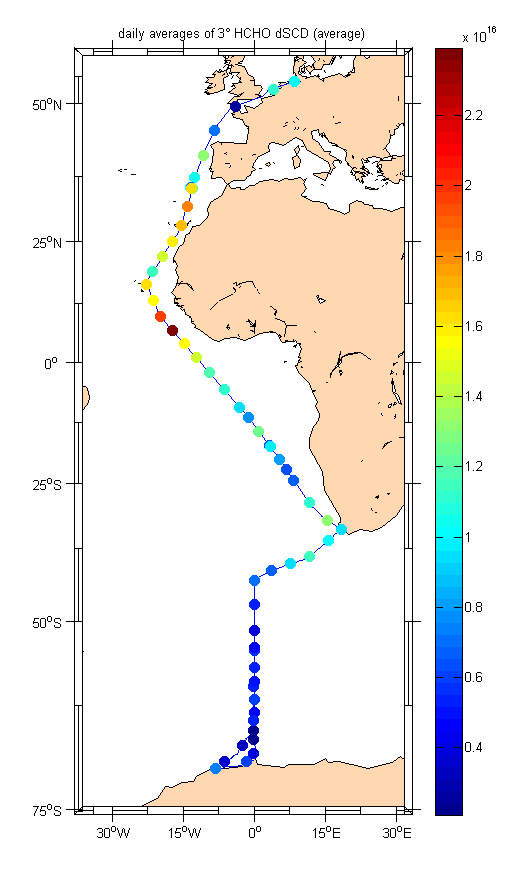 daily averages of 3° HCHO dSCD (average)
x 10^16
50°N
25°N
0°
25°S
50°S
75°S
30°W
15°W
0°
15°E
30°E
2.2
2
1.8
1.6
1.4
1.2
1
0.8
0.6
0.4